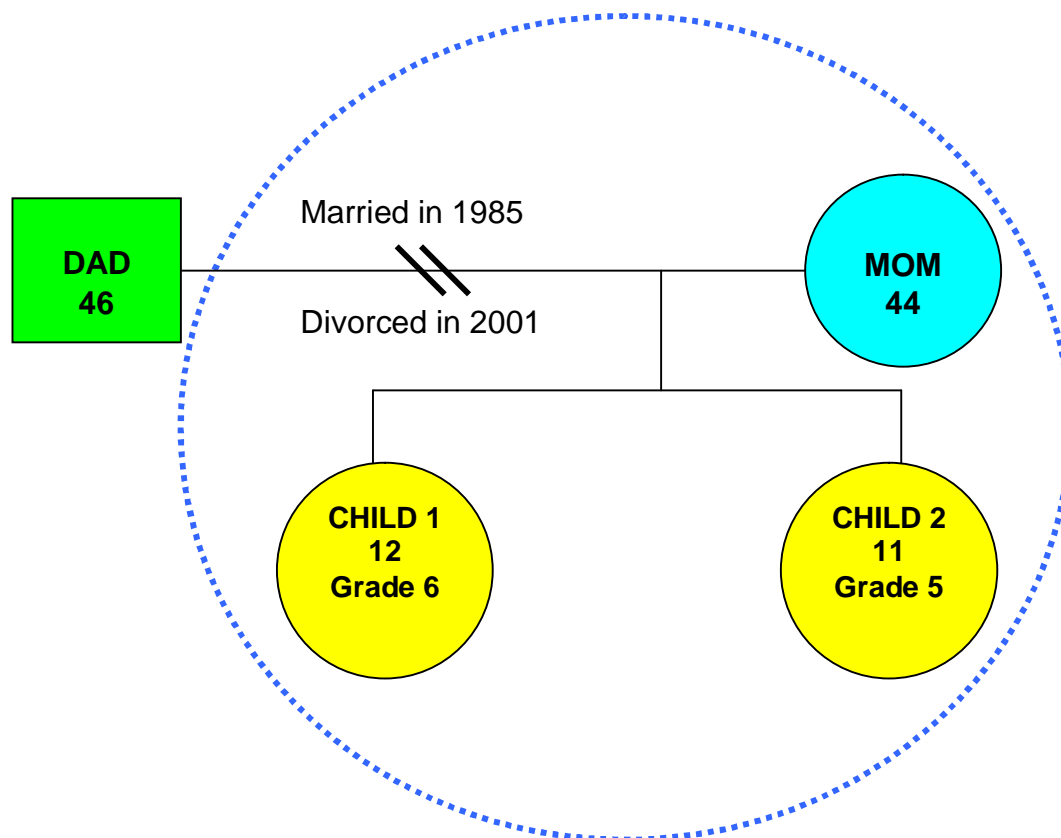 Married in 1985
DAD
46
MOM
44
Divorced in 2001
CHILD 1
12
Grade 6
CHILD 2
11
Grade 5